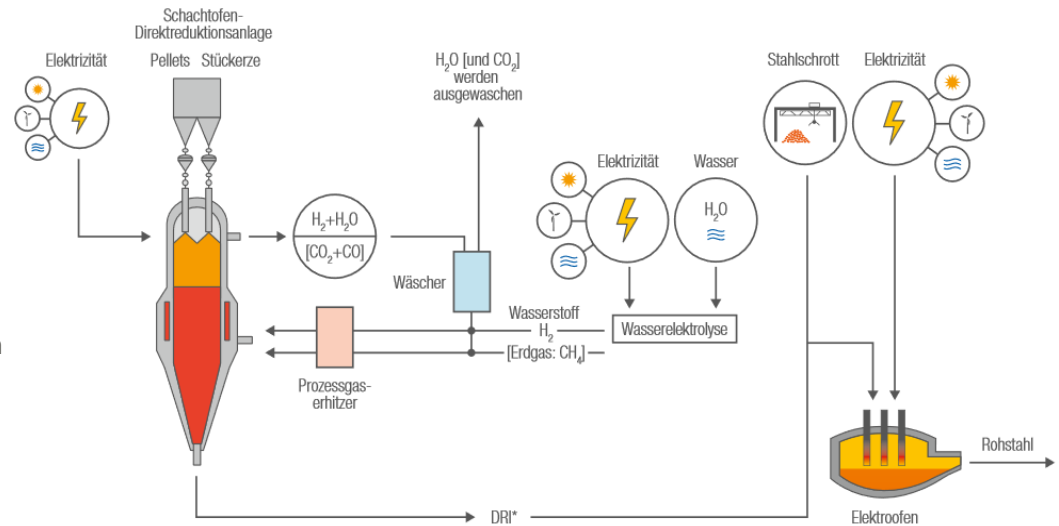 Schachtofen-
Direktreduktionsanlage
Elektrizität
Pellets Stückerze
H₂O [und CO₂]
werden
ausgewaschen
Stahlschrott
Elektrizität
Elektrizität
Wasser
H₂O
H₂+H₂O
[CO₂+CO]
Wäscher
Wasserstoff
H₂
[Erdgas: CH₄]
Wasserelektrolyse
Prozessgas-
erhitzer
Rohstahl
Elektroofen
DRI*